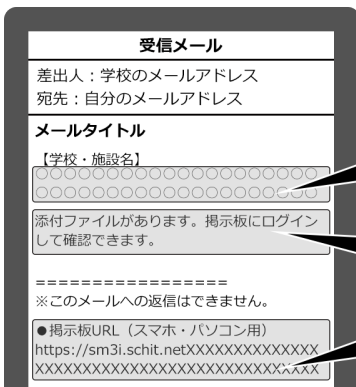 受信メール
差出人：学校のメールアドレス
宛先：自分のメールアドレス
メールタイトル
【学校・施設名】
○○○○○○○○○○○○○○○○○○○○
○○○○○○○○○○○○○○○○○○○○
添付ファイルがあります。掲示板にログイン
して確認できます。
=================
※このメールへの返信はできません。
●掲示板URL（スマホ・パソコン用）
https://sm3i.schit.netXXXXXXXXXXXXXX
XXXXXXXXXXXXXXXXXXXXXXXXXXXXXX